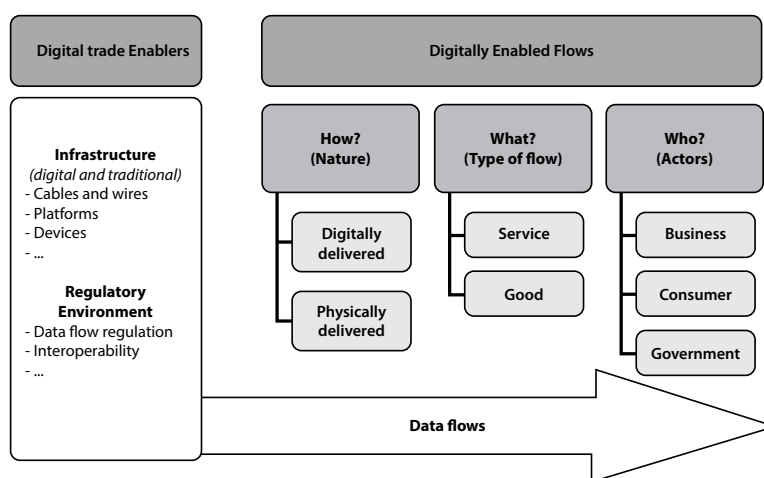 Digital trade Enablers
Digitally Enabled Flows
Infrastructure
(digital and traditional)
- Cables and wires
- Platforms
- Devices
- ...
Regulatory
Environment
- Data flow regulation
- Interoperability
- ...
How?
(Nature)
Digitally
delivered
Physically
delivered
What?
(Type of flow)
Service
Good
Who?
(Actors)
Business
Consumer
Government
Data flows